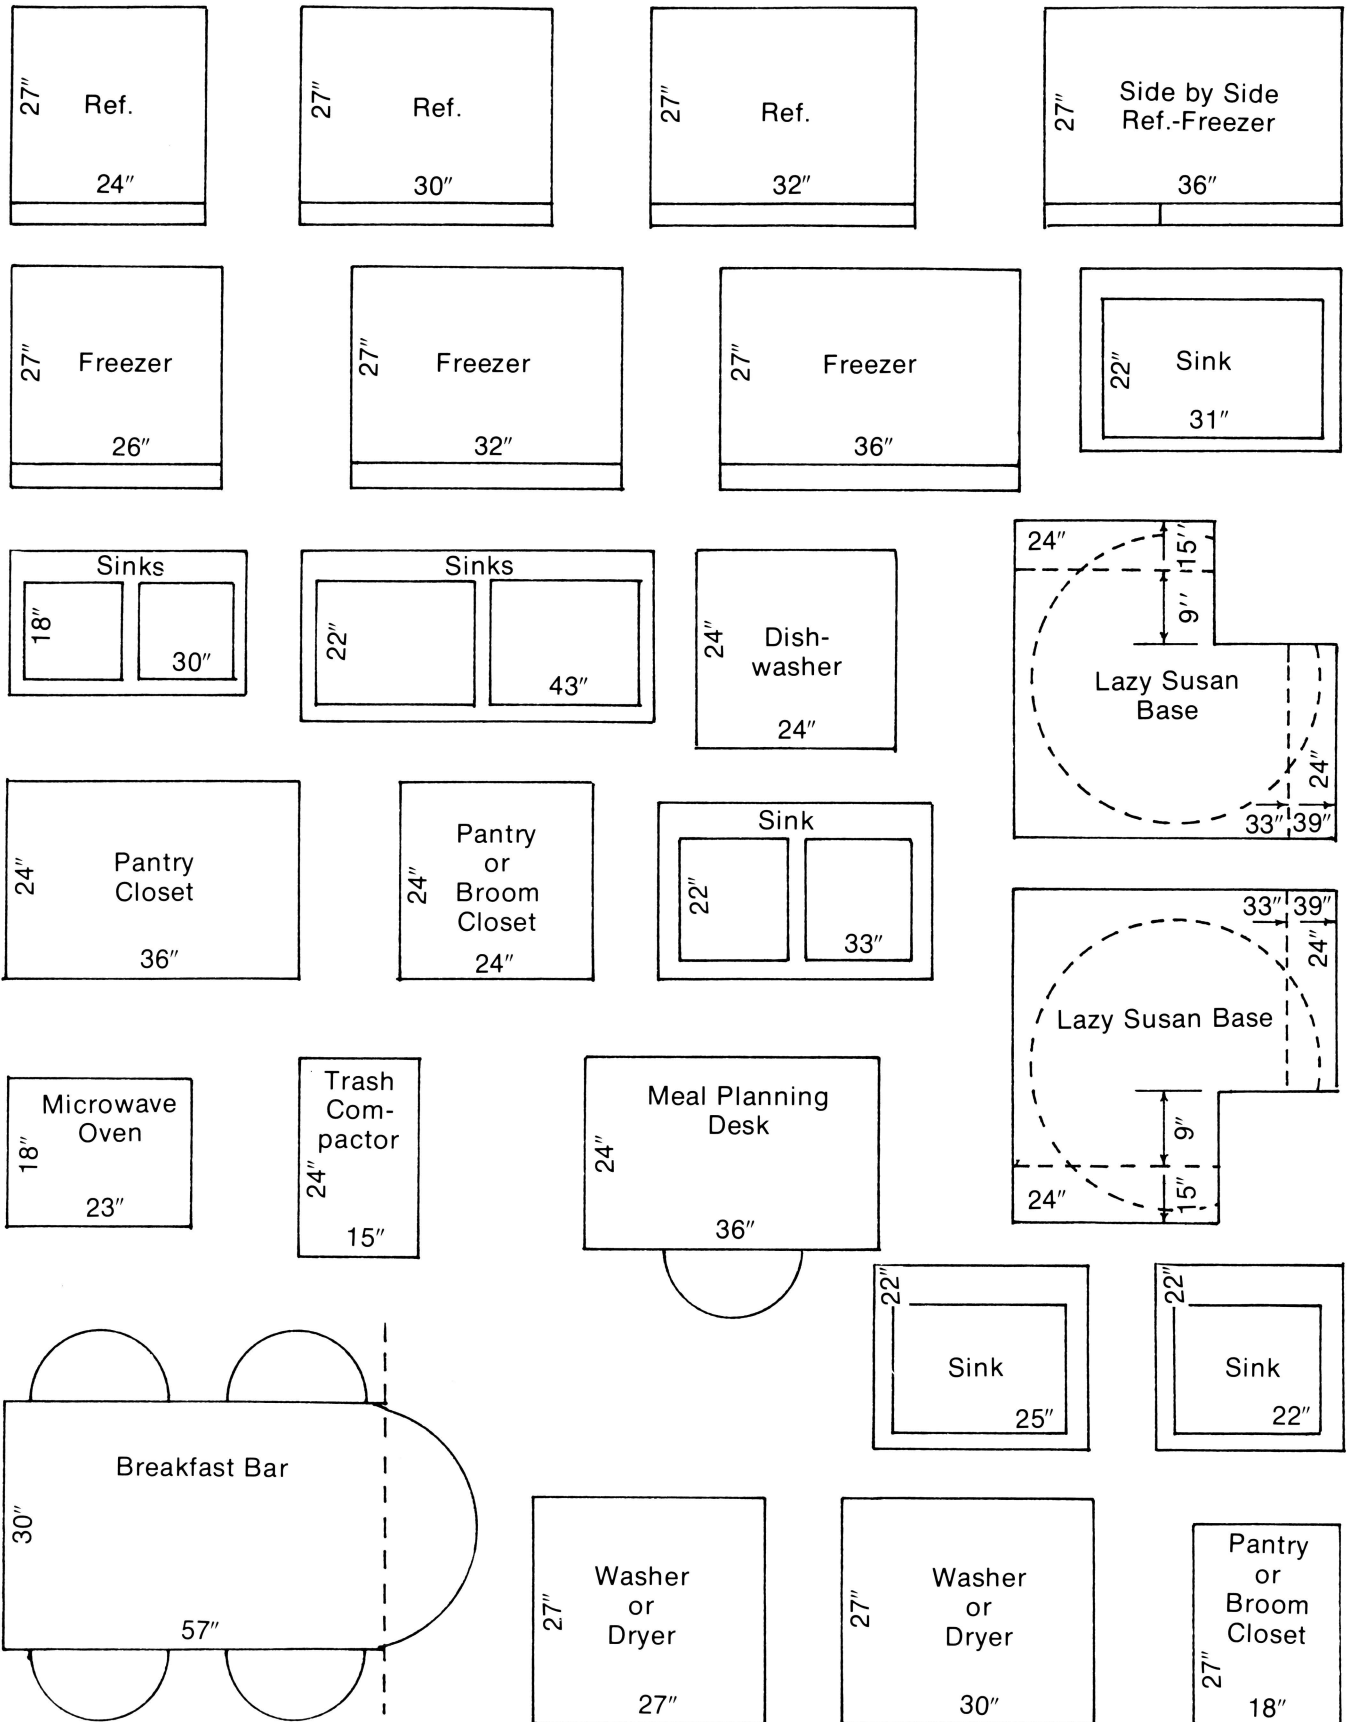 27″
Ref.
24″
27″
Ref.
30″
27″
Ref.
32″
27″
Side by Side
Ref.-Freezer
36″
27″
Freezer
26″
27″
Freezer
32″
27″
Freezer
36″
22″
Sink
31″
Sinks
18″
30″
Sinks
22″
43″
24″
Dish-
washer
24″
24″
15′′
9′′
Lazy Susan
Base
24″
33″
39″
24″
Pantry
Closet
36″
24″
Pantry
or
Broom
Closet
24″
Sink
22″
33″
33″
39″
24″
Lazy Susan Base
9″
24″
15″
Microwave
Oven
18″
23″
Trash
Com-
pactor
24″
15″
Meal Planning
Desk
24″
36″
22″
Sink
25″
22″
Sink
22″
Breakfast Bar
30″
57″
Washer
or
Dryer
27″
27″
Washer
or
Dryer
27″
30″
Pantry
or
Broom
Closet
27″
18″